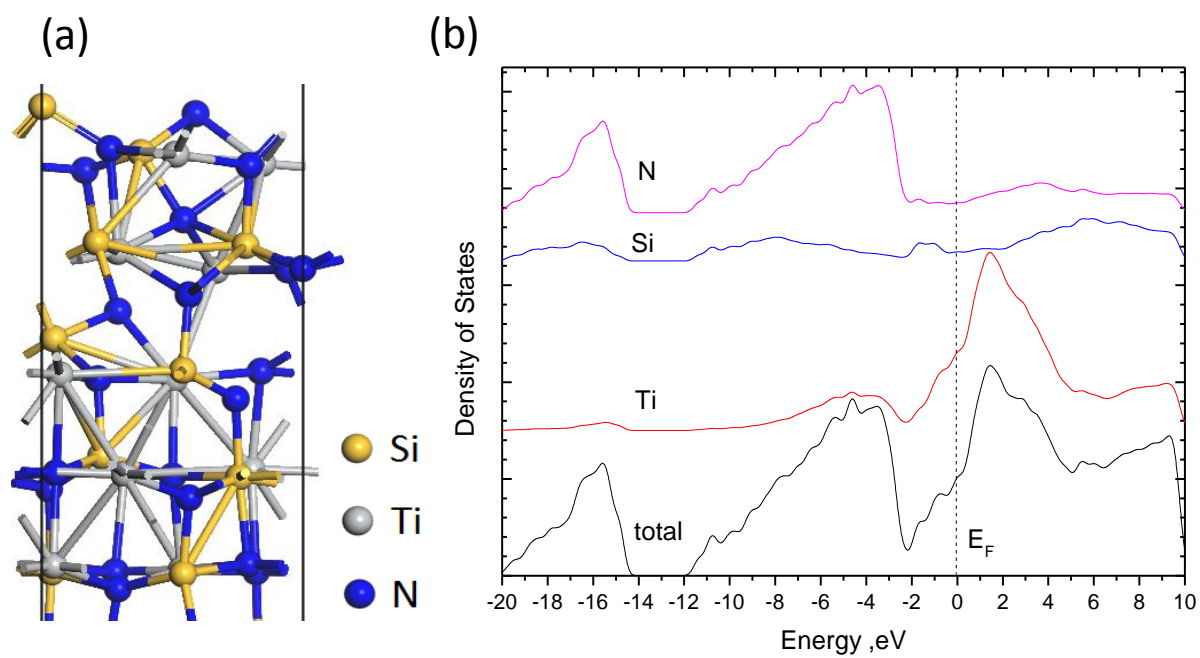 (a)
Si
Ti
N
(b)
Density of States
N
Si
Ti
total
E_F
-20 -18 -16 -14 -12 -10 -8 -6 -4 -2 0 2 4 6 8 10
Energy ,eV